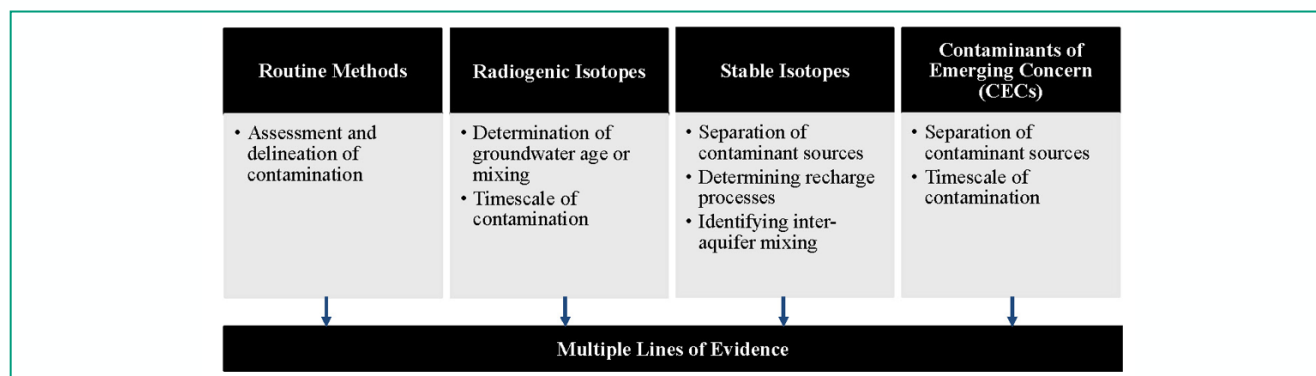 Routine Methods
• Assessment and
delineation of
contamination
Radiogenic Isotopes
• Determination of
groundwater age or
mixing
• Timescale of
contamination
Stable Isotopes
• Separation of
contaminant sources
• Determining recharge
processes
• Identifying inter-
aquifer mixing
Contaminants of
Emerging Concern
(CECs)
• Separation of
contaminant sources
• Timescale of
contamination
Multiple Lines of Evidence